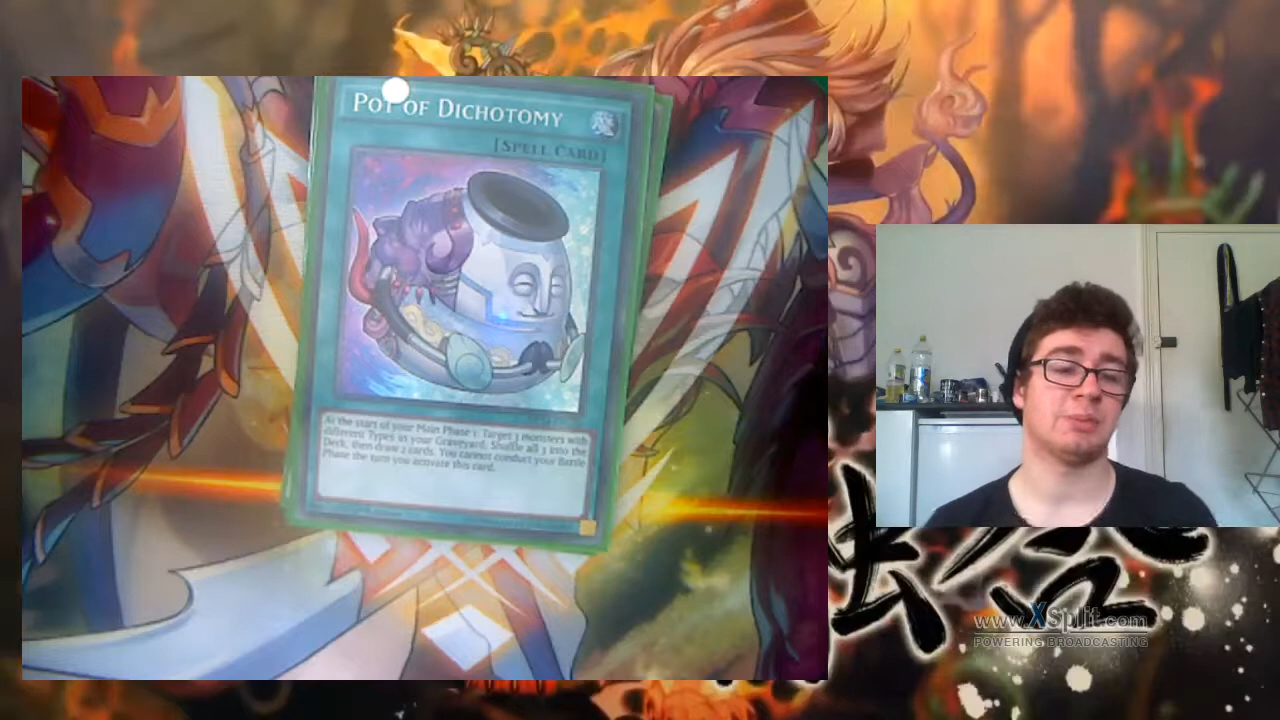 POT OF DICHOTOMY
[SPELL CARD]
At the start of your Main Phase 1: Target 3 monsters with
different Types in your Graveyard; Shuffle all 3 into the
Deck, then draw 2 cards. You cannot conduct your Battle
Phase the turn you activate this card.
www.XSplit.com
POWERING BROADCASTING